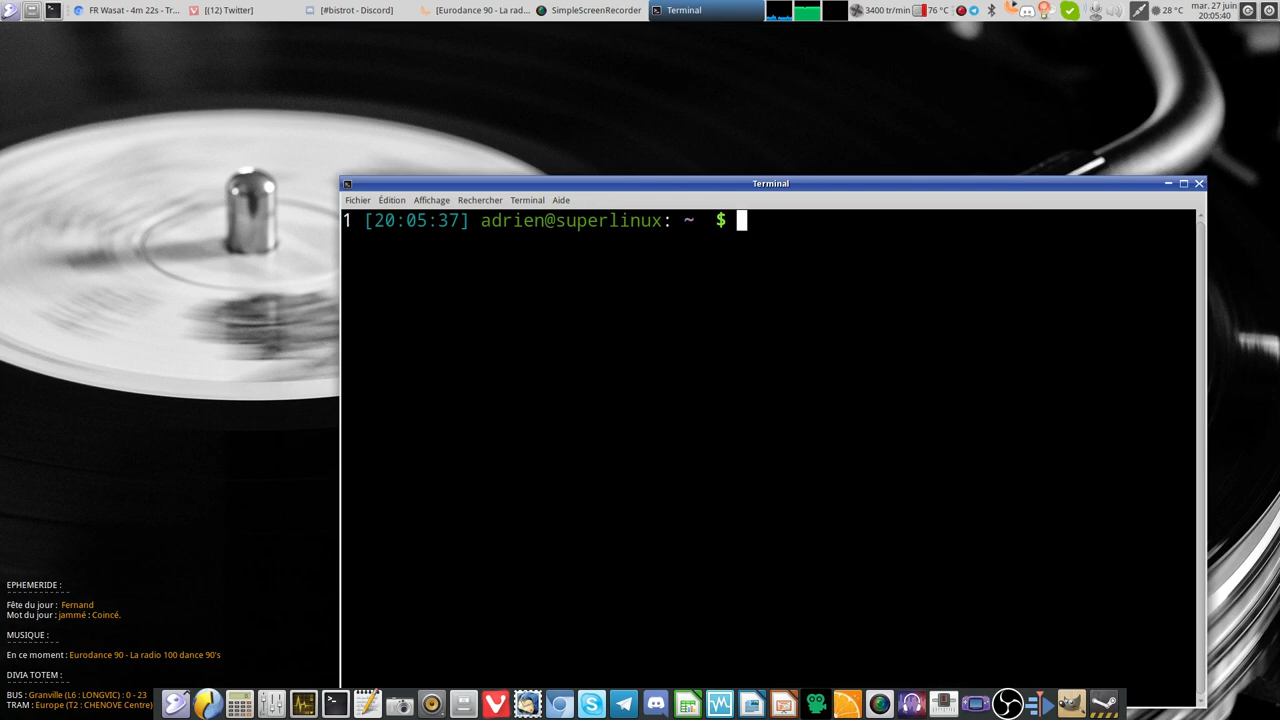 FR Wasat - 4m 22s - Tr...
[(12) Twitter)
[#bistrot - Discord]
[Eurodance 90 - La rad...
SimpleScreenRecorder
Terminal
3400 tr/min
76 °C
28 °C
mar. 27 juin
20:05:40
Terminal
Fichier Édition Affichage Rechercher Terminal Aide
1 [20:05:37] adrien@superlinux: ~ $
EPHEMERIDE :
Fête du jour : Fernand
Mot du jour : jammé : Coincé.
MUSIQUE :
En ce moment : Eurodance 90 - La radio 100 dance 90's
DIVIA TOTEM :
BUS : Granville (L6 : LONGVIC) : 0 - 23
TRAM : Europe (T2 : CHENOVE Centre)